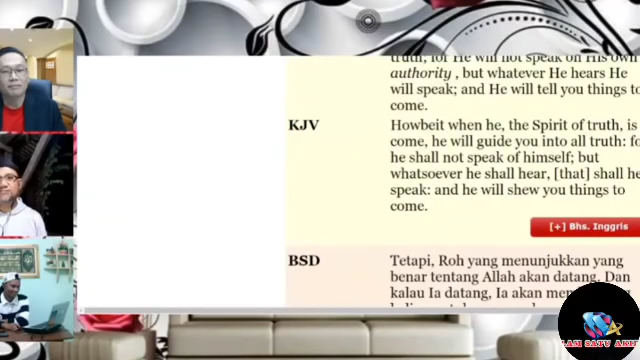 truth, for He will not speak on His own
authority , but whatever He hears He
will speak; and He will tell you things to
come.
KJV
Howbeit when he, the Spirit of truth, is
come, he will guide you into all truth: fo
he shall not speak of himself; but
whatsoever he shall hear, [that] shall he
speak: and he will shew you things to
come.
[+] Bhs. Inggris
BSD
Tetapi, Roh yang menunjukkan yang
benar tentang Allah akan datang. Dan
kalau Ia datang, Ia akan
SATU